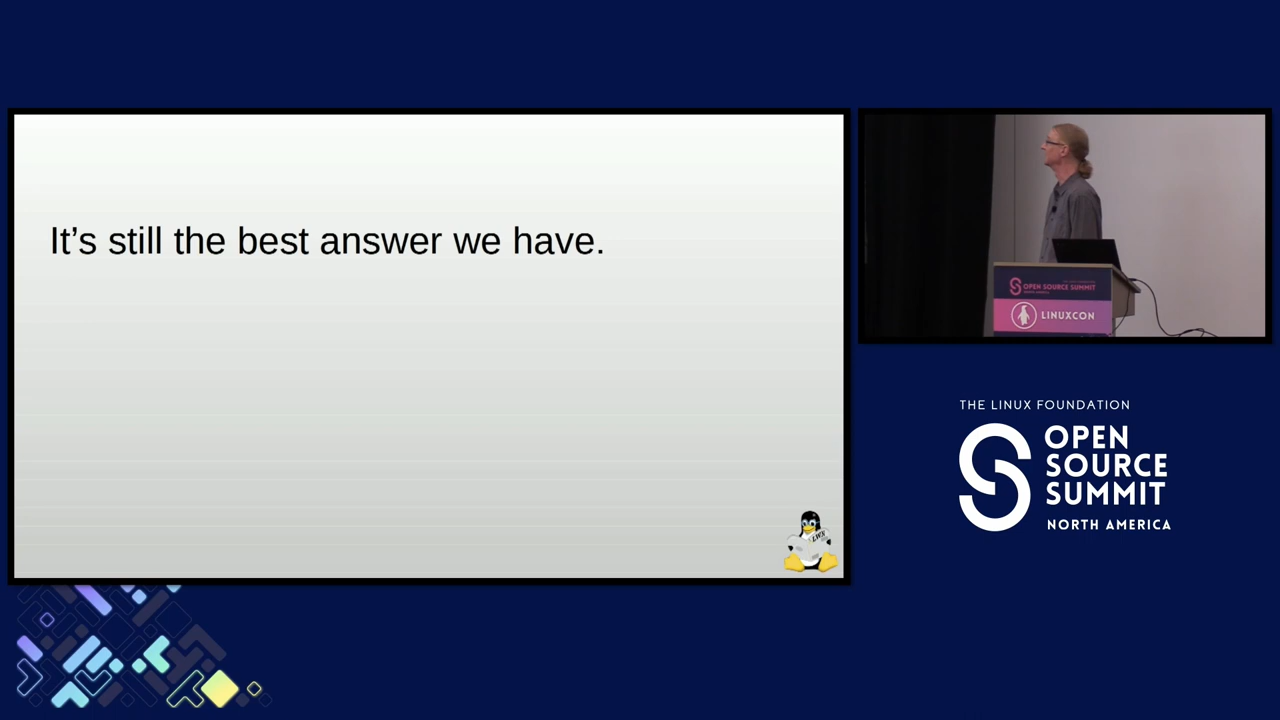 It’s still the best answer we have.
LWN
OPEN SOURCE SUMMIT
LINUXCON
THE LINUX FOUNDATION
OPEN
SOURCE
SUMMIT
NORTH AMERICA